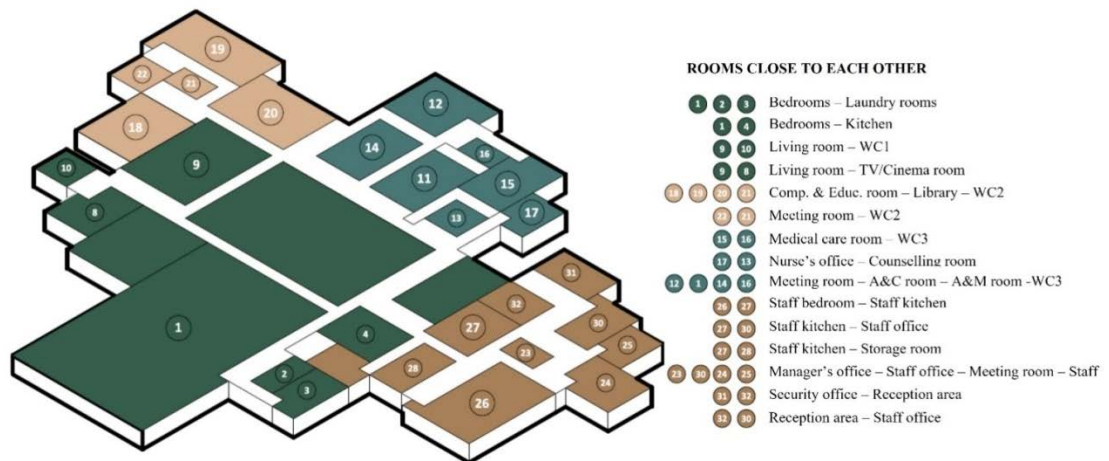 19
22
21
18
20
12
9
14
16
10
11
15
8
13
17
31
32
1
4
27
30
23
25
2
28
3
24
26
ROOMS CLOSE TO EACH OTHER
1 2 3 Bedrooms – Laundry rooms
1 4 Bedrooms – Kitchen
9 10 Living room – WC1
9 8 Living room – TV/Cinema room
18 19 20 21 Comp. & Educ. room – Library – WC2
22 21 Meeting room – WC2
15 16 Medical care room – WC3
17 13 Nurse's office – Counselling room
12 1 14 16 Meeting room – A&C room – A&M room -WC3
26 27 Staff bedroom – Staff kitchen
27 30 Staff kitchen – Staff office
27 28 Staff kitchen – Storage room
23 30 24 25 Manager's office – Staff office – Meeting room – Staff
31 32 Security office – Reception area
32 30 Reception area – Staff office